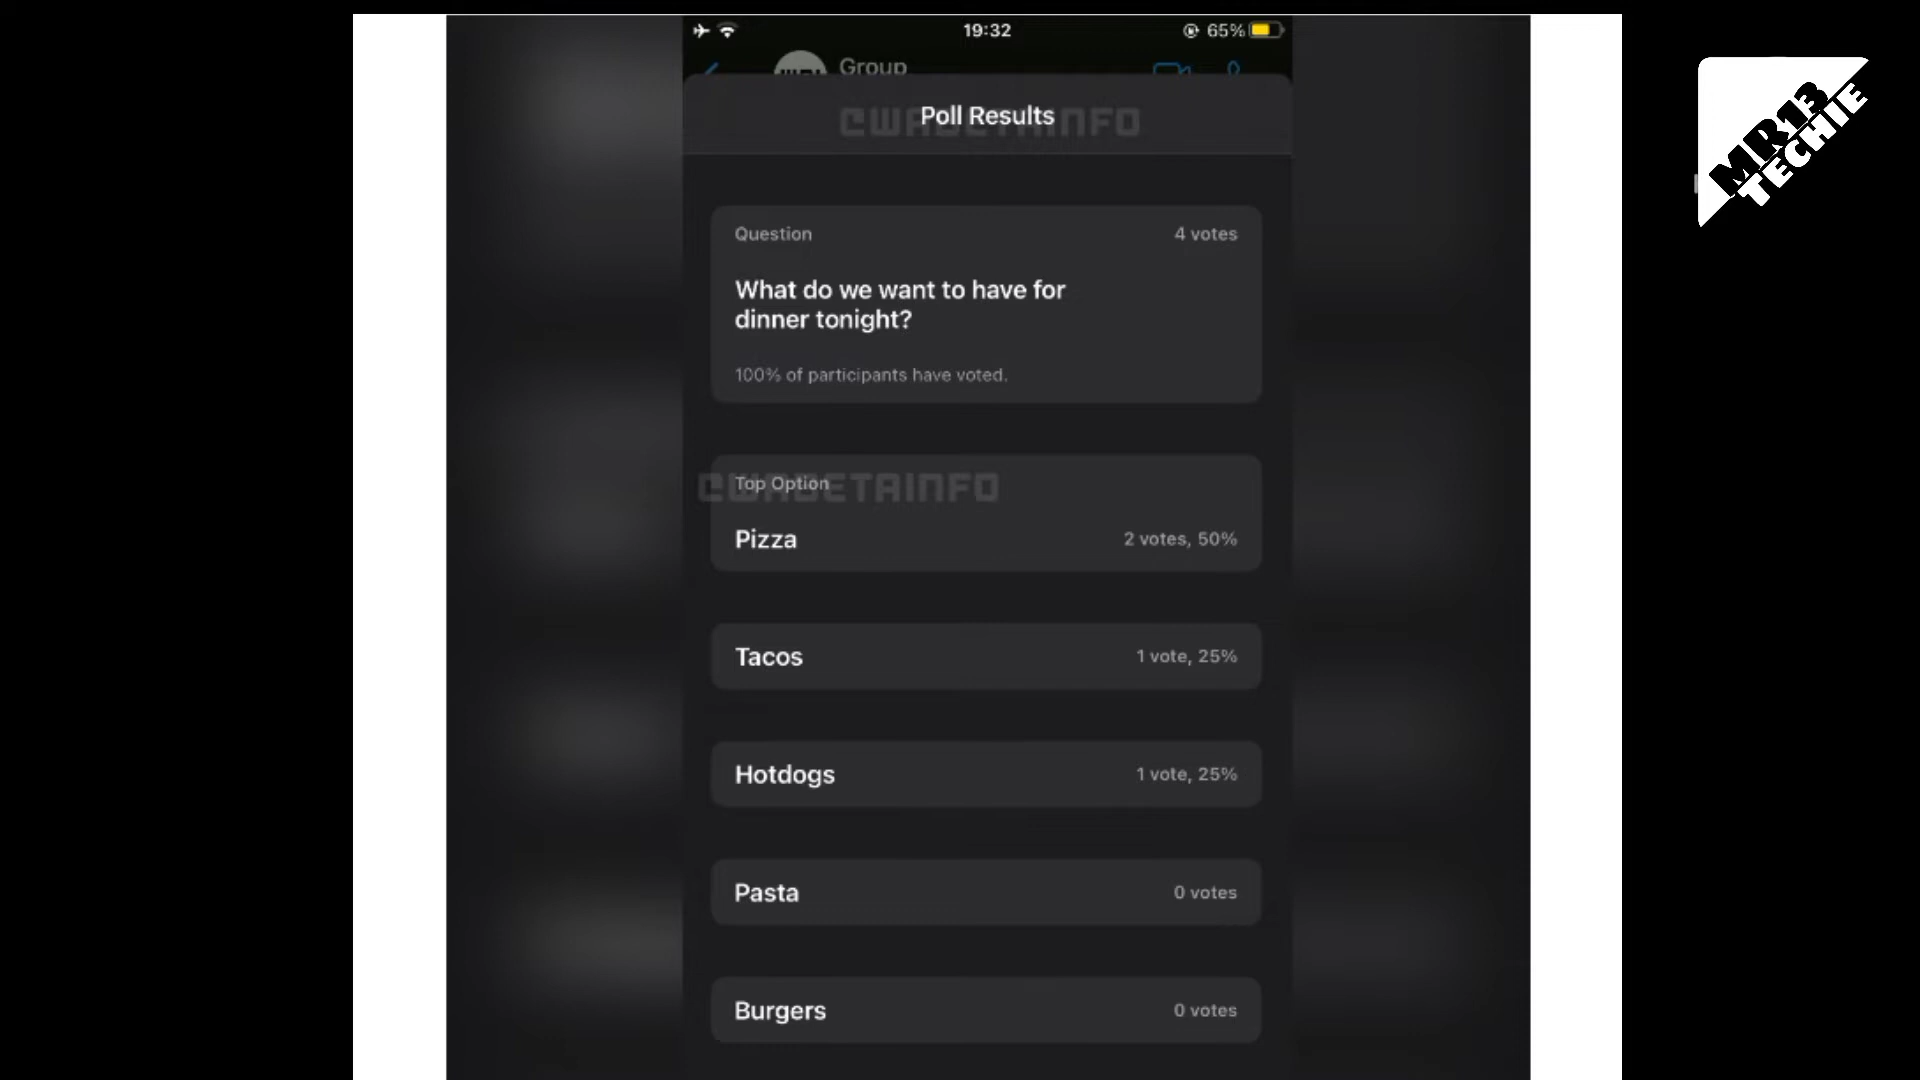 19:32
65%
Group
Poll Results
@WABETAINFO
Question
4 votes
What do we want to have for
dinner tonight?
100% of participants have voted.
@WABETAINFO
Top Option
Pizza
2 votes, 50%
Tacos
1 vote, 25%
Hotdogs
1 vote, 25%
Pasta
0 votes
Burgers
0 votes
MR13
TECHIE